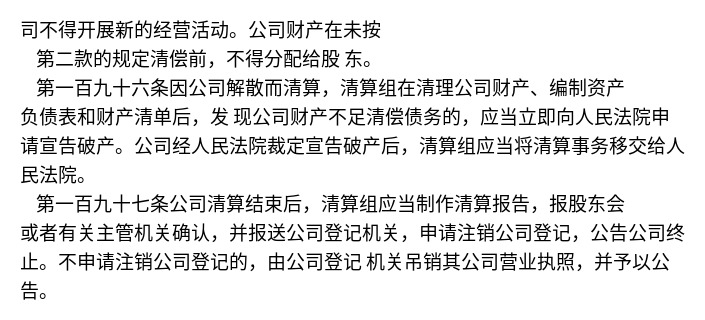 司不得开展新的经营活动。公司财产在未按
第二款的规定清偿前，不得分配给股 东。
第一百九十六条因公司解散而清算，清算组在清理公司财产、编制资产
负债表和财产清单后，发 现公司财产不足清偿债务的，应当立即向人民法院申
请宣告破产。公司经人民法院裁定宣告破产后，清算组应当将清算事务移交给人
民法院。
第一百九十七条公司清算结束后，清算组应当制作清算报告，报股东会
或者有关主管机关确认，并报送公司登记机关，申请注销公司登记，公告公司终
止。不申请注销公司登记的，由公司登记 机关吊销其公司营业执照，并予以公
告。